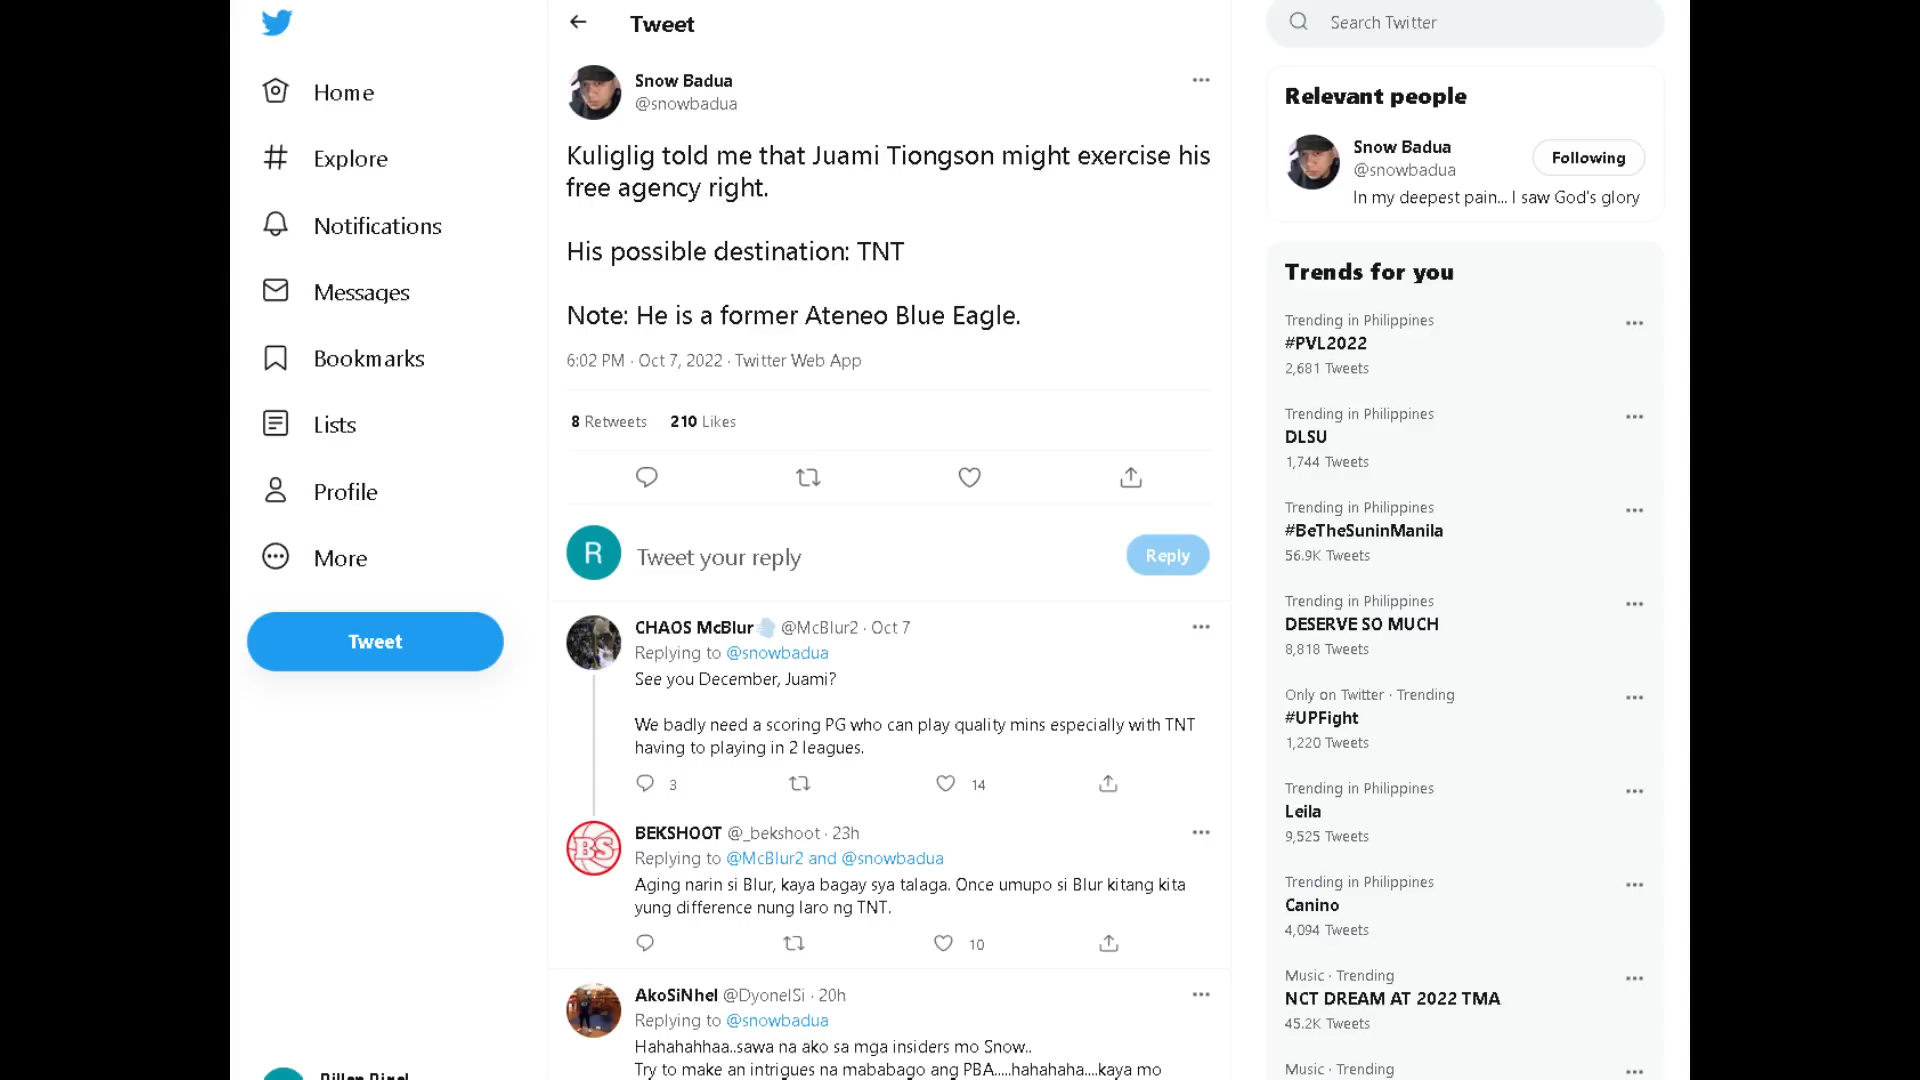 Tweet
Search Twitter
Home
Explore
Notifications
Messages
Bookmarks
Lists
Profile
More
Tweet
Snow Badua
@snowbadua
Kuliglig told me that Juami Tiongson might exercise his
free agency right.
His possible destination: TNT
Note: He is a former Ateneo Blue Eagle.
6:02 PM · Oct 7, 2022 · Twitter Web App
8 Retweets 210 Likes
R
Tweet your reply
Reply
CHAOS McBlur @McBlur2 · Oct 7
Replying to @snowbadua
See you December, Juami?
We badly need a scoring PG who can play quality mins especially with TNT
having to playing in 2 leagues.
3
14
BS
BEKSHOOT @_bekshoot · 23h
Replying to @McBlur2 and @snowbadua
Aging narin si Blur, kaya bagay sya talaga. Once umupo si Blur kitang kita
yung difference nung laro ng TNT.
10
AkoSiNhel @DyonelSi · 20h
Replying to @snowbadua
Hahahahhaa..sawa na ako sa mga insiders mo Snow..
Try to make an intrigues na mababago ang PBA.....hahahaha....kaya mo
Relevant people
Snow Badua
@snowbadua
Following
In my deepest pain... I saw God's glory
Trends for you
Trending in Philippines
#PVL2022
2,681 Tweets
Trending in Philippines
DLSU
1,744 Tweets
Trending in Philippines
#BeTheSuninManila
56.9K Tweets
Trending in Philippines
DESERVE SO MUCH
8,818 Tweets
Only on Twitter · Trending
#UPFight
1,220 Tweets
Trending in Philippines
Leila
9,525 Tweets
Trending in Philippines
Canino
4,094 Tweets
Music · Trending
NCT DREAM AT 2022 TMA
45.2K Tweets
Music · Trending